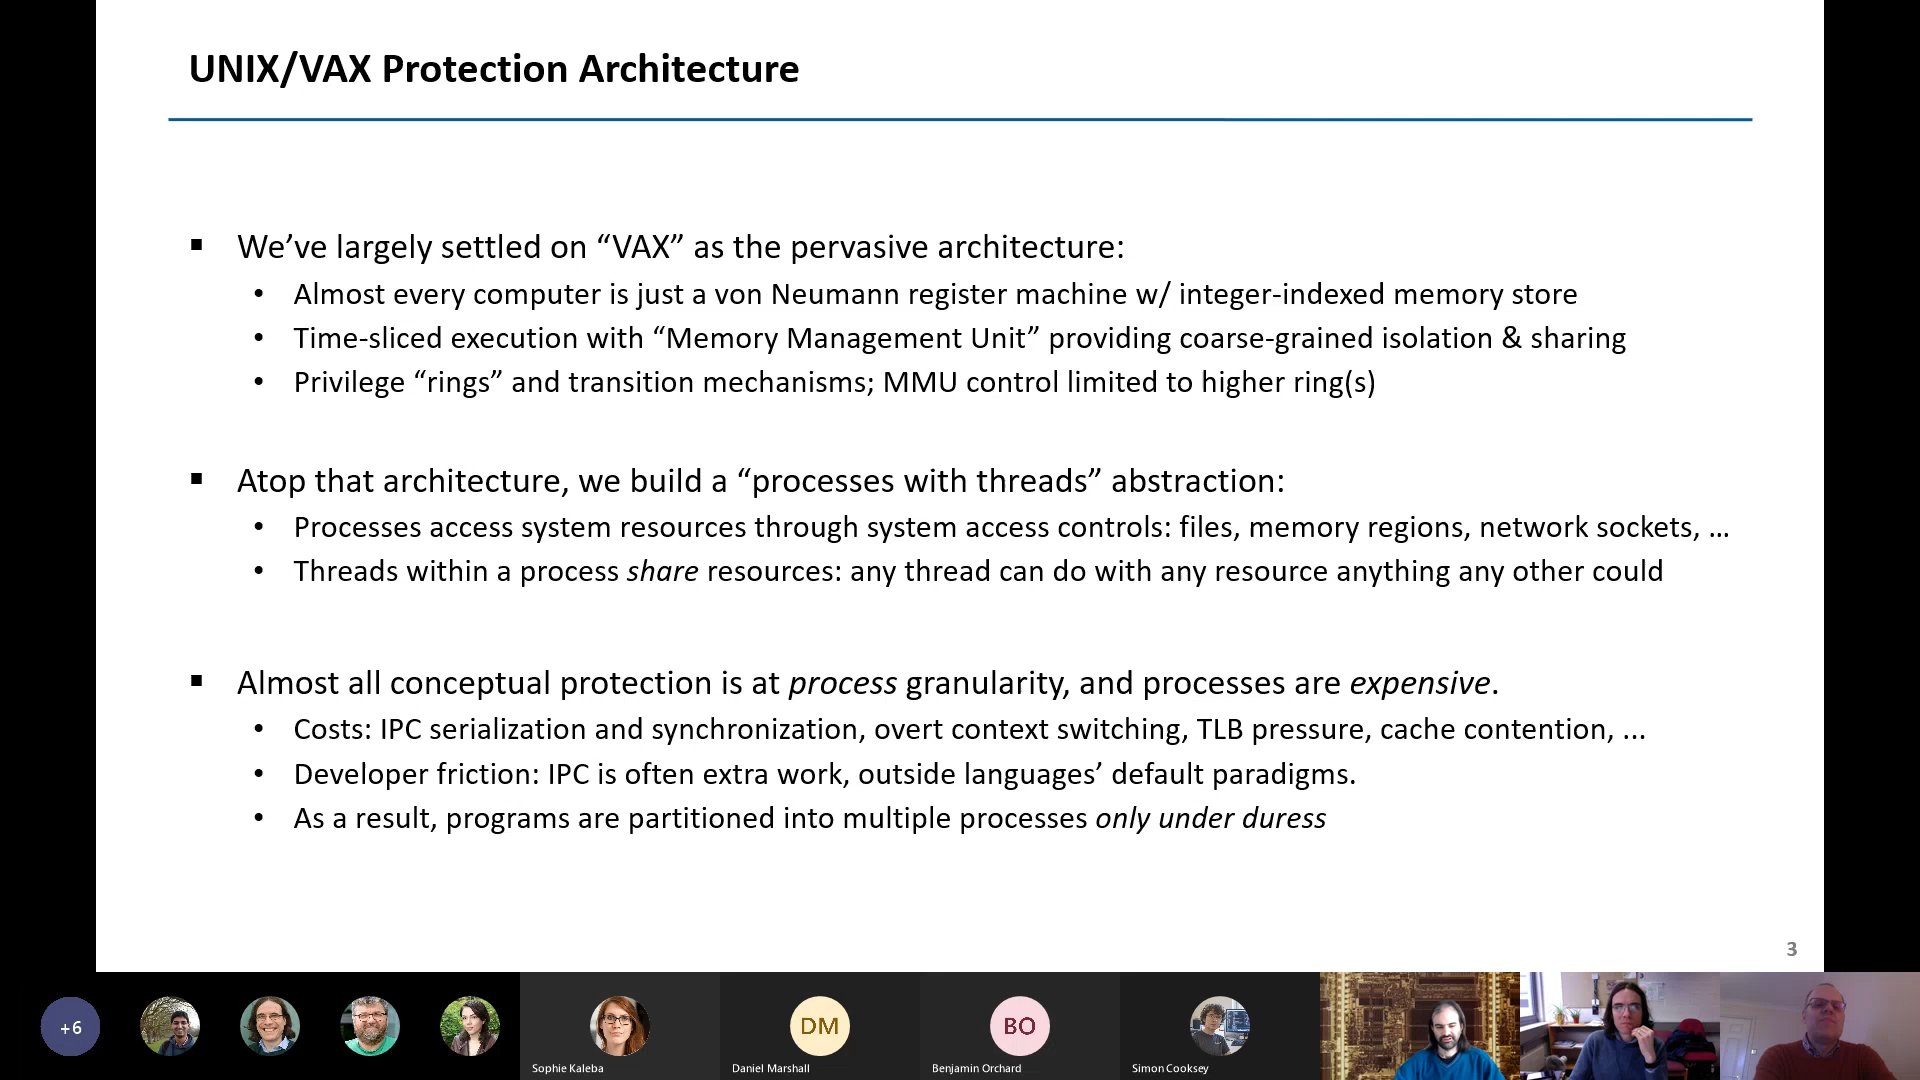 UNIX/VAX Protection Architecture
▪ We’ve largely settled on “VAX” as the pervasive architecture:
• Almost every computer is just a von Neumann register machine w/ integer-indexed memory store
• Time-sliced execution with “Memory Management Unit” providing coarse-grained isolation & sharing
• Privilege “rings” and transition mechanisms; MMU control limited to higher ring(s)
▪ Atop that architecture, we build a “processes with threads” abstraction:
• Processes access system resources through system access controls: files, memory regions, network sockets, …
• Threads within a process share resources: any thread can do with any resource anything any other could
▪ Almost all conceptual protection is at process granularity, and processes are expensive.
• Costs: IPC serialization and synchronization, overt context switching, TLB pressure, cache contention, ...
• Developer friction: IPC is often extra work, outside languages’ default paradigms.
• As a result, programs are partitioned into multiple processes only under duress
3
+6
DM
BO
Sophie Kaleba
Daniel Marshall
Benjamin Orchard
Simon Cooksey